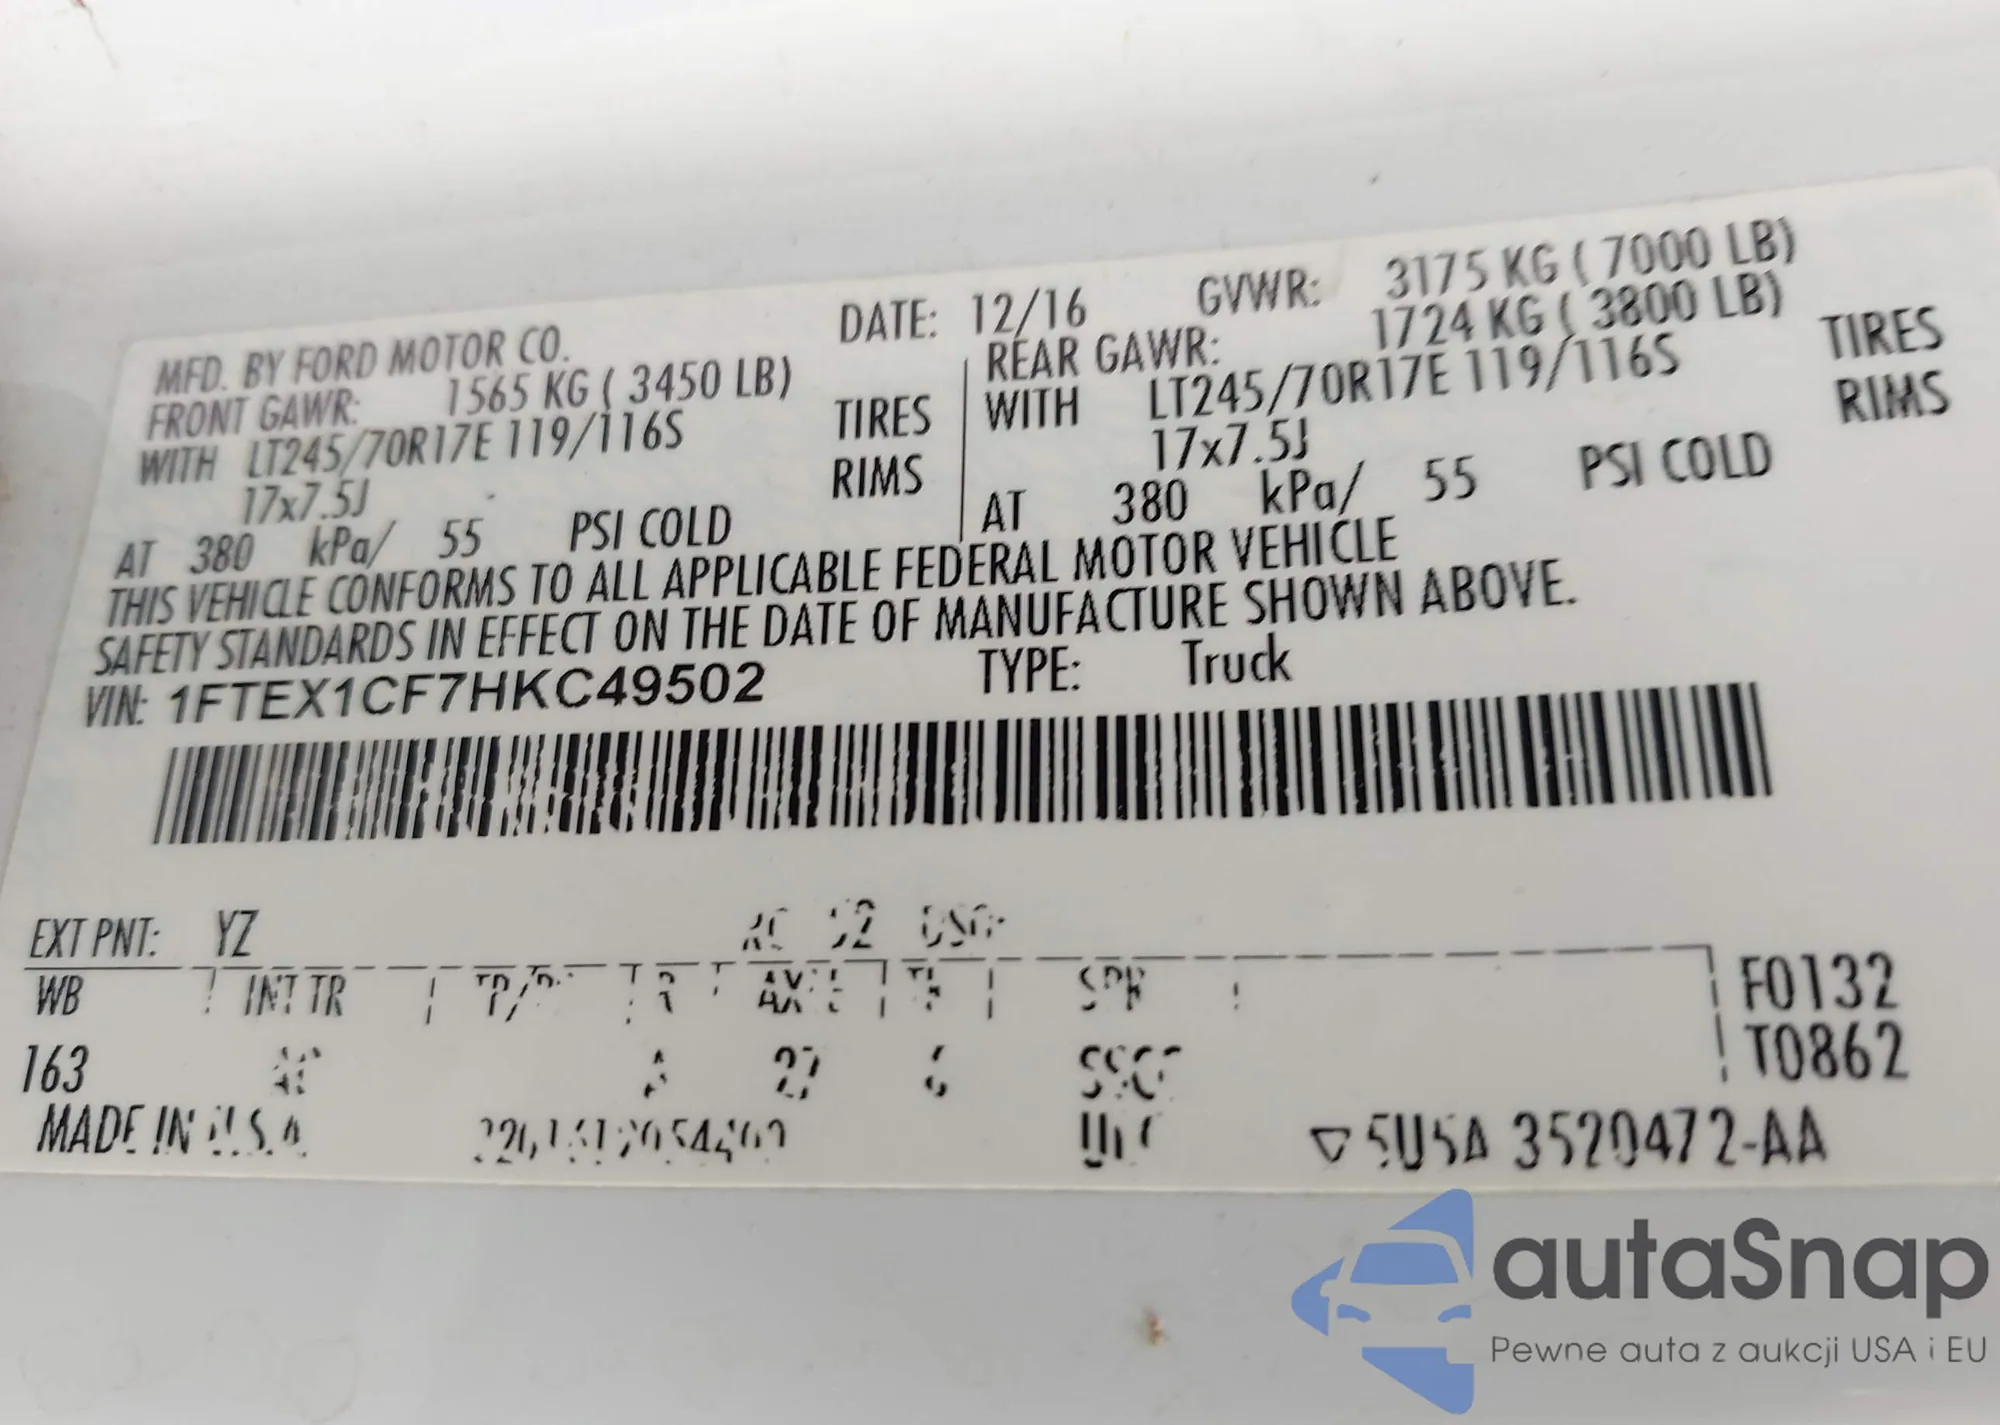 MFD. BY FORD MOTOR CO. DATE: 12/16 GVWR: 3175 KG ( 7000 LB)
FRONT GAWR: 1565 KG ( 3450 LB)
WITH LT245/70R17E 119/116S TIRES
17x7.5J RIMS
AT 380 kPa/ 55 PSI COLD
REAR GAWR: 1724 KG ( 3800 LB)
WITH LT245/70R17E 119/116S TIRES
17x7.5J RIMS
AT 380 kPa/ 55 PSI COLD
THIS VEHICLE CONFORMS TO ALL APPLICABLE FEDERAL MOTOR VEHICLE
SAFETY STANDARDS IN EFFECT ON THE DATE OF MANUFACTURE SHOWN ABOVE.
VIN: 1FTEX1CF7HKC49502 TYPE: Truck
EXT PNT: YZ
WB INT TR F0132
163 T0862
MADE IN U.S.A. 3520472-AA
autaSnap
Pewne auta z aukcji USA i EU